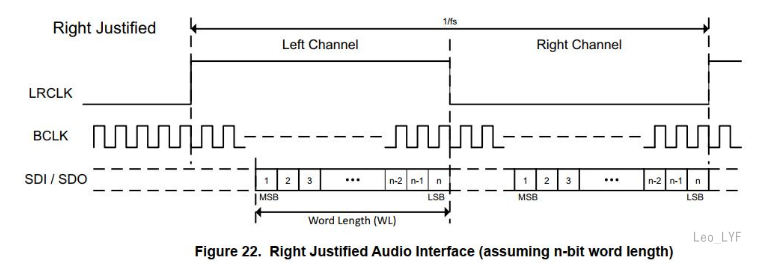 Right Justified
1/fs
Left Channel
Right Channel
LRCLK
BCLK
SDI / SDO
1 2 3 ••• n-2 n-1 n
1 2 3 ••• n-2 n-1 n
MSB LSB
MSB LSB
Word Length (WL)
Leo_LYF
Figure 22. Right Justified Audio Interface (assuming n-bit word length)